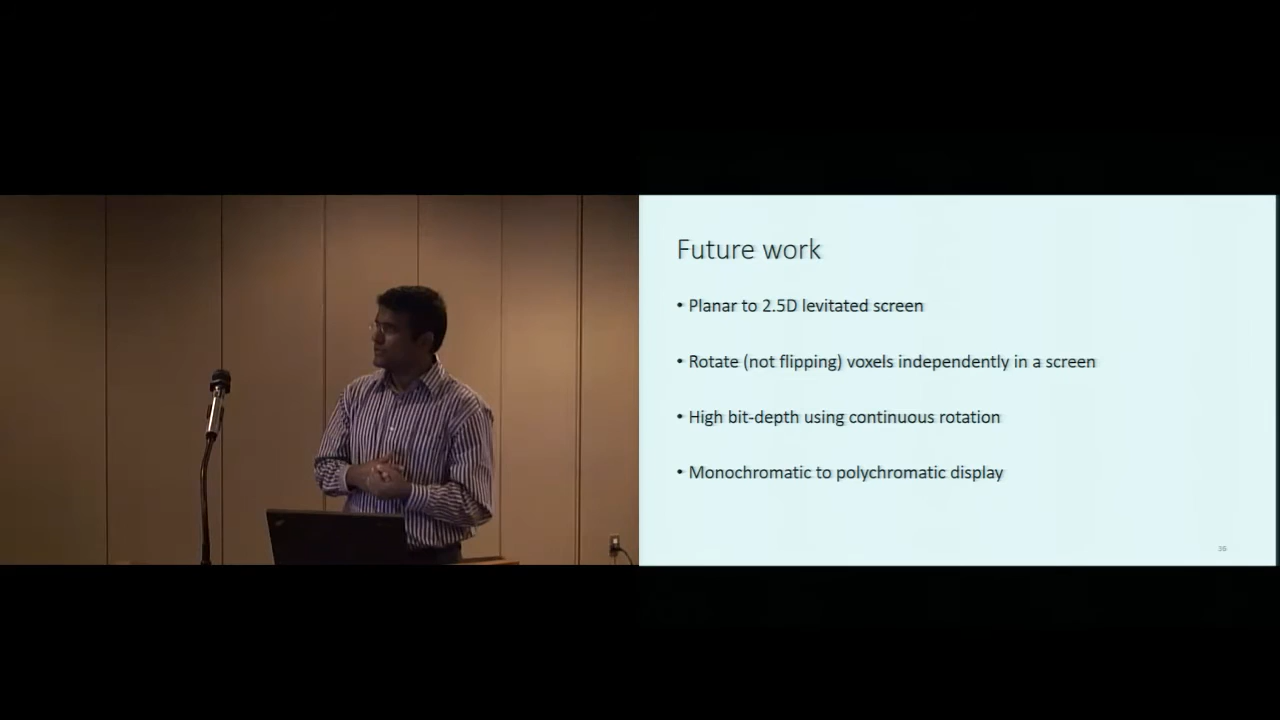 Future work
• Planar to 2.5D levitated screen
• Rotate (not flipping) voxels independently in a screen
• High bit-depth using continuous rotation
• Monochromatic to polychromatic display
36